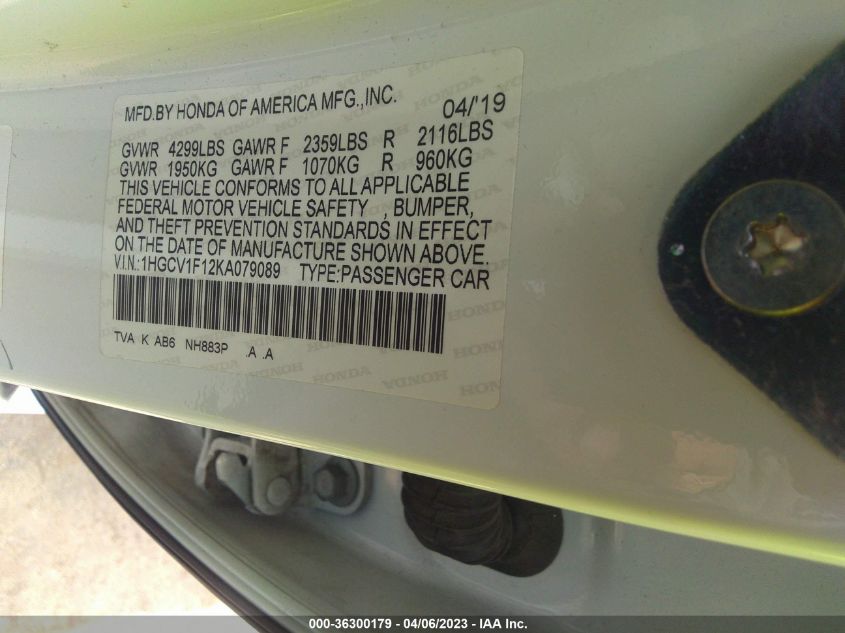 MFD.BY HONDA OF AMERICA MFG.,INC. 04/'19
GVWR 4299LBS GAWR F 2359LBS R 2116LBS
GVWR 1950KG GAWR F 1070KG R 960KG
THIS VEHICLE CONFORMS TO ALL APPLICABLE
FEDERAL MOTOR VEHICLE SAFETY , BUMPER,
AND THEFT PREVENTION STANDARDS IN EFFECT
ON THE DATE OF MANUFACTURE SHOWN ABOVE.
V.I.N.:1HGCV1F12KA079089 TYPE:PASSENGER CAR
TVA K AB6 NH883P .A .A
HONDA HONDA HONDA
000-36300179 - 04/06/2023 - IAA Inc.